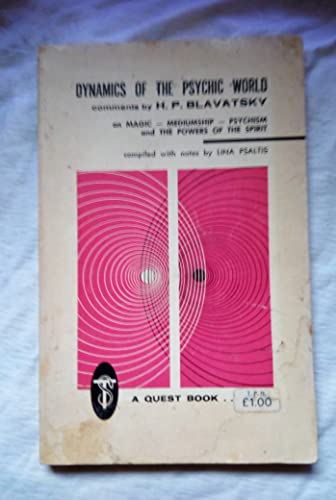 DYNAMICS OF THE PSYCHIC WORLD
comments by H. P. BLAVATSKY
on MAGIC — MEDIUMSHIP — PSYCHISM
and THE POWERS OF THE SPIRIT
compiled with notes by LINA PSALTIS
A QUEST BOOK . .
£1.00